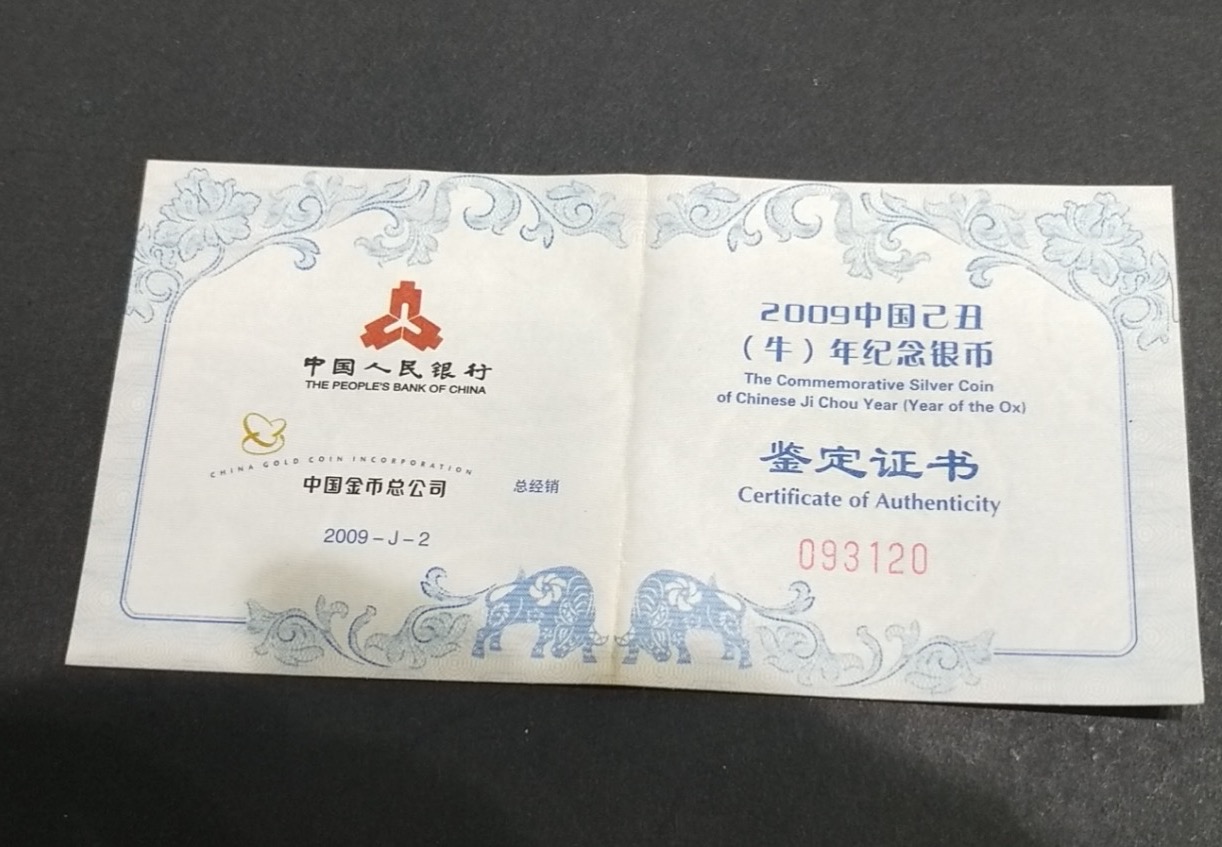 中国人民银行
THE PEOPLE'S BANK OF CHINA
CHINA GOLD COIN INCORPORATION
中国金币总公司 总经销
2009-J-2
2009中国己丑
（牛）年纪念银币
The Commemorative Silver Coin
of Chinese Ji Chou Year (Year of the Ox)
鉴定证书
Certificate of Authenticity
093120